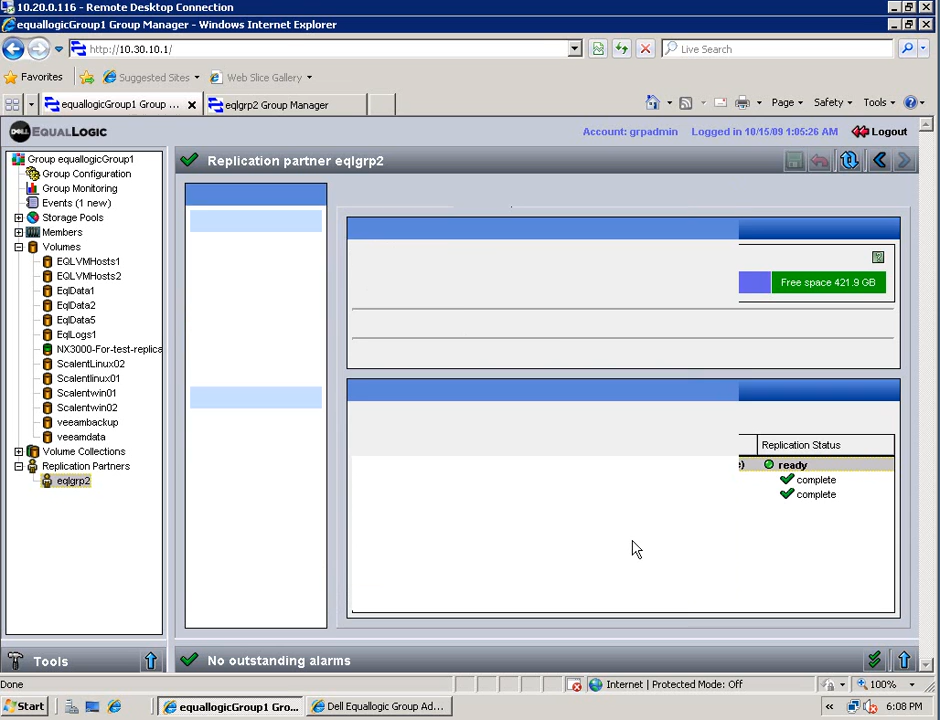 10.20.0.116 - Remote Desktop Connection
equallogicGroup1 Group Manager - Windows Internet Explorer
http://10.30.10.1/
Live Search
Favorites
Suggested Sites
Web Slice Gallery
equallogicGroup1 Group ...
eqlgrp2 Group Manager
Page
Safety
Tools
DELL EQUALLOGIC
Account: grpadmin
Logged in 10/15/09 1:05:26 AM
Logout
Group equallogicGroup1
Group Configuration
Group Monitoring
Events (1 new)
Storage Pools
Members
Volumes
EQLVMHosts1
EQLVMHosts2
EqlData1
EqlData2
EqlData5
EqlLogs1
NX3000-For-test-replica
ScalentLinux02
Scalentlinux01
Scalentwin01
Scalentwin02
veeambackup
veeamdata
Volume Collections
Replication Partners
eqlgrp2
Replication partner eqlgrp2
Free space 421.9 GB
Replication Status
ready
complete
complete
Tools
No outstanding alarms
Done
Internet | Protected Mode: Off
100%
Start
equallogicGroup1 Gro...
Dell Equallogic Group Ad...
6:08 PM